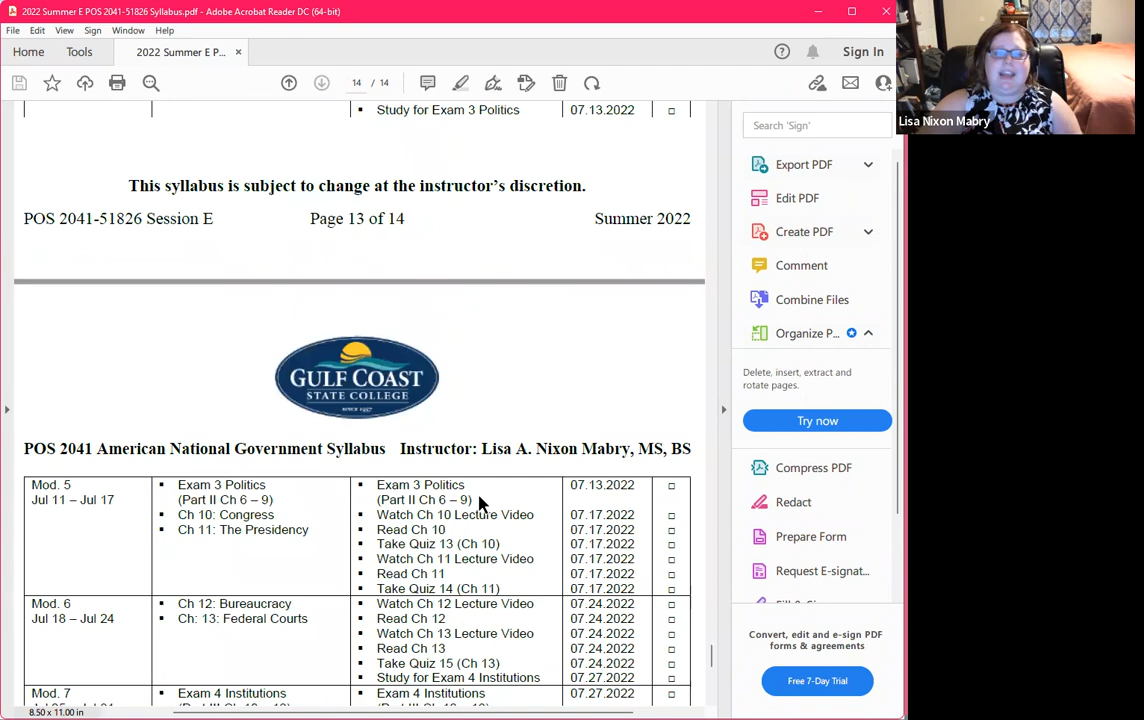 2022 Summer E POS 2041-51826 Syllabus.pdf - Adobe Acrobat Reader DC (64-bit)
File Edit View Sign Window Help
Home Tools 2022 Summer E P... × Sign In
14 / 14
Lisa Nixon Mabry
▪ Study for Exam 3 Politics 07.13.2022 □
This syllabus is subject to change at the instructor's discretion.
POS 2041-51826 Session E Page 13 of 14 Summer 2022
GULF COAST
STATE COLLEGE
SINCE 1957
POS 2041 American National Government Syllabus Instructor: Lisa A. Nixon Mabry, MS, BS
Mod. 5 ▪ Exam 3 Politics ▪ Exam 3 Politics 07.13.2022 □
Jul 11 – Jul 17 (Part II Ch 6 – 9) (Part II Ch 6 – 9)
▪ Ch 10: Congress ▪ Watch Ch 10 Lecture Video 07.17.2022 □
▪ Ch 11: The Presidency ▪ Read Ch 10 07.17.2022 □
▪ Take Quiz 13 (Ch 10) 07.17.2022 □
▪ Watch Ch 11 Lecture Video 07.17.2022 □
▪ Read Ch 11 07.17.2022 □
▪ Take Quiz 14 (Ch 11) 07.17.2022 □
Mod. 6 ▪ Ch 12: Bureaucracy ▪ Watch Ch 12 Lecture Video 07.24.2022 □
Jul 18 – Jul 24 ▪ Ch: 13: Federal Courts ▪ Read Ch 12 07.24.2022 □
▪ Watch Ch 13 Lecture Video 07.24.2022 □
▪ Read Ch 13 07.24.2022 □
▪ Take Quiz 15 (Ch 13) 07.24.2022 □
▪ Study for Exam 4 Institutions 07.27.2022 □
Mod. 7 ▪ Exam 4 Institutions ▪ Exam 4 Institutions 07.27.2022 □
8.50 x 11.00 in
Search 'Sign'
Export PDF
Edit PDF
Create PDF
Comment
Combine Files
Organize P...
Delete, insert, extract and
rotate pages.
Try now
Compress PDF
Redact
Prepare Form
Request E-signat...
Convert, edit and e-sign PDF
forms & agreements
Free 7-Day Trial